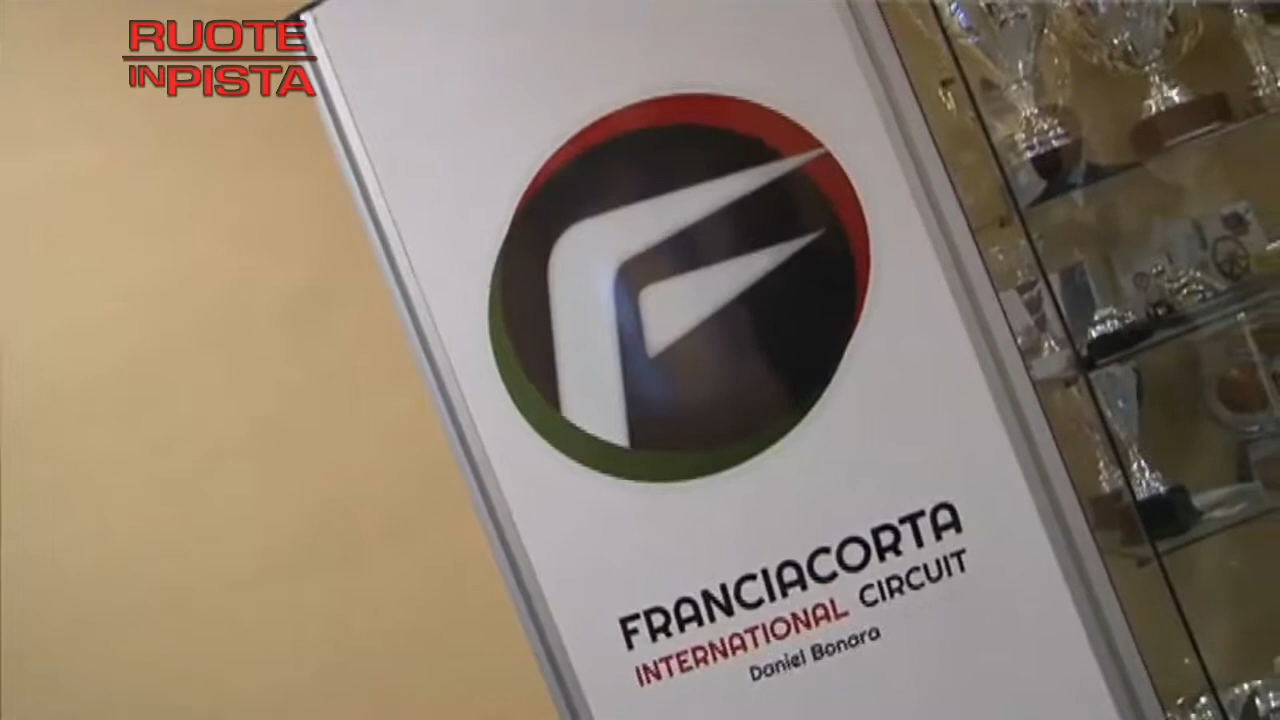 RUOTE
IN PISTA
FRANCIACORTA
INTERNATIONAL CIRCUIT
Daniel Bonara